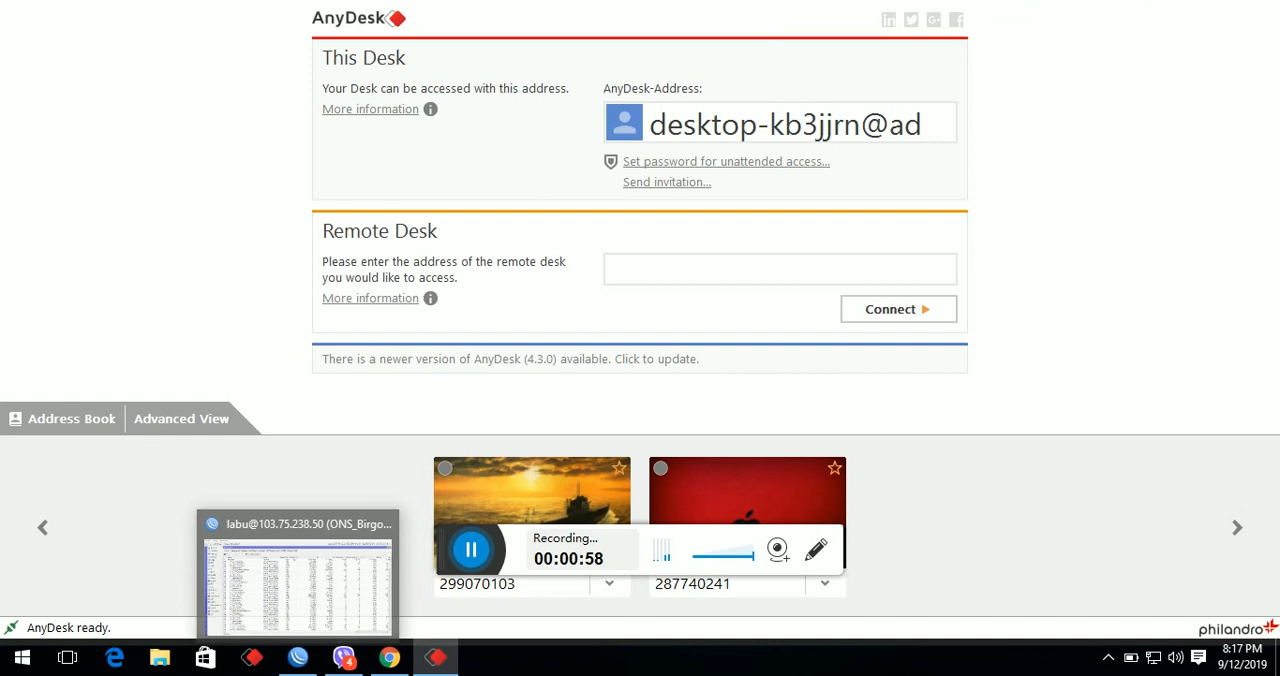 AnyDesk
This Desk
Your Desk can be accessed with this address.
More information
AnyDesk-Address:
desktop-kb3jjrn@ad
Set password for unattended access...
Send invitation...
Remote Desk
Please enter the address of the remote desk
you would like to access.
More information
Connect
There is a newer version of AnyDesk (4.3.0) available. Click to update.
Address Book
Advanced View
labu@103.75.238.50 (ONS_Birgo...
Recording...
00:00:58
299070103
287740241
AnyDesk ready.
philandro
4
8:17 PM
9/12/2019